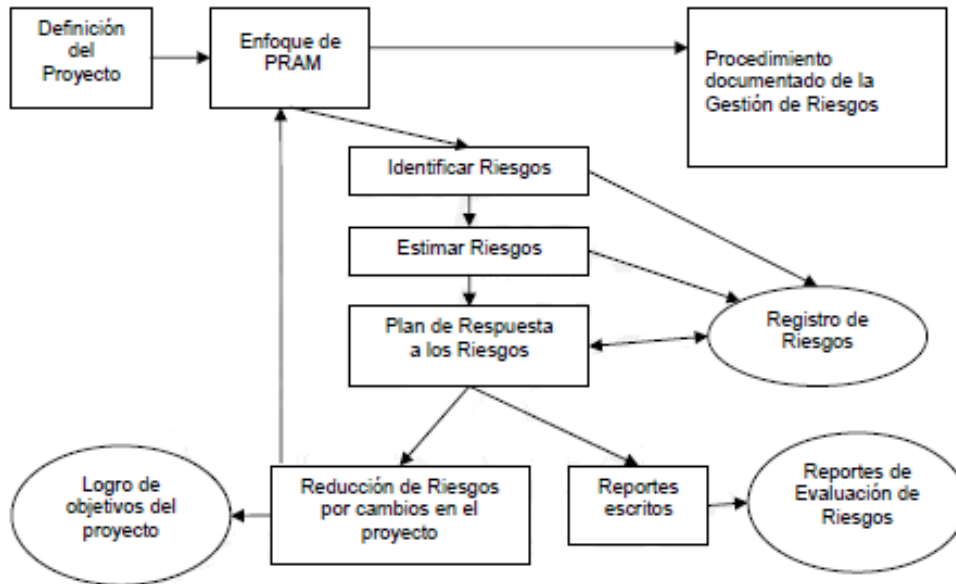 Definición
del
Proyecto
Enfoque de
PRAM
Procedimiento
documentado de la
Gestión de Riesgos
Identificar Riesgos
Estimar Riesgos
Plan de Respuesta
a los Riesgos
Registro de
Riesgos
Logro de
objetivos del
proyecto
Reducción de Riesgos
por cambios en el
proyecto
Reportes
escritos
Reportes de
Evaluación de
Riesgos